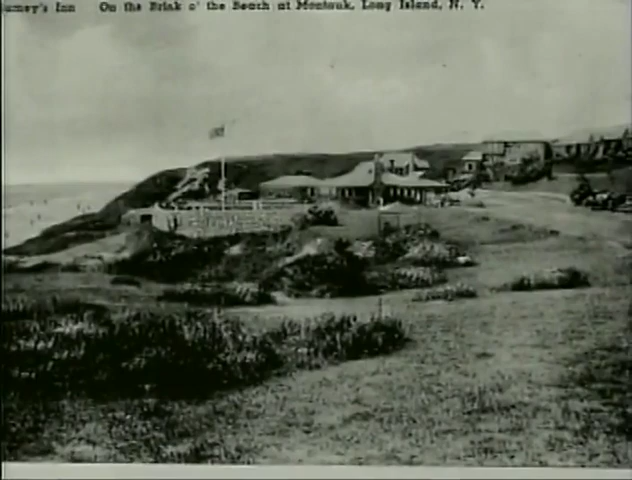 urney's Inn On the Brink o' the Beach at Montauk, Long Island, N. Y.